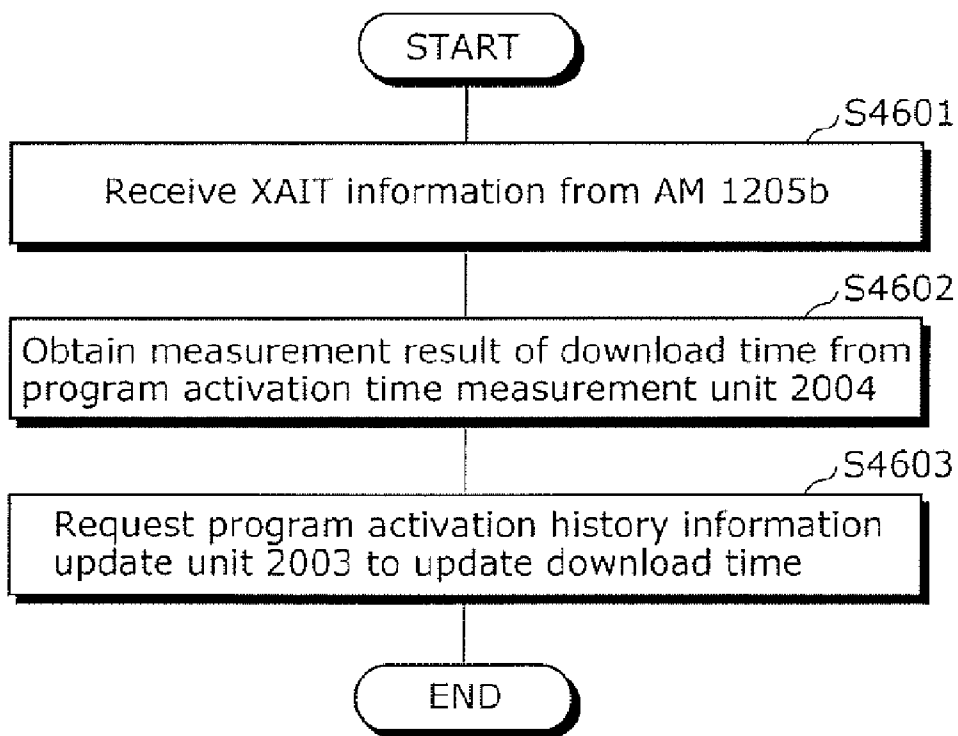 START
S4601
Receive XAIT information from AM 1205b
S4602
Obtain measurement result of download time from
program activation time measurement unit 2004
S4603
Request program activation history information
update unit 2003 to update download time
END